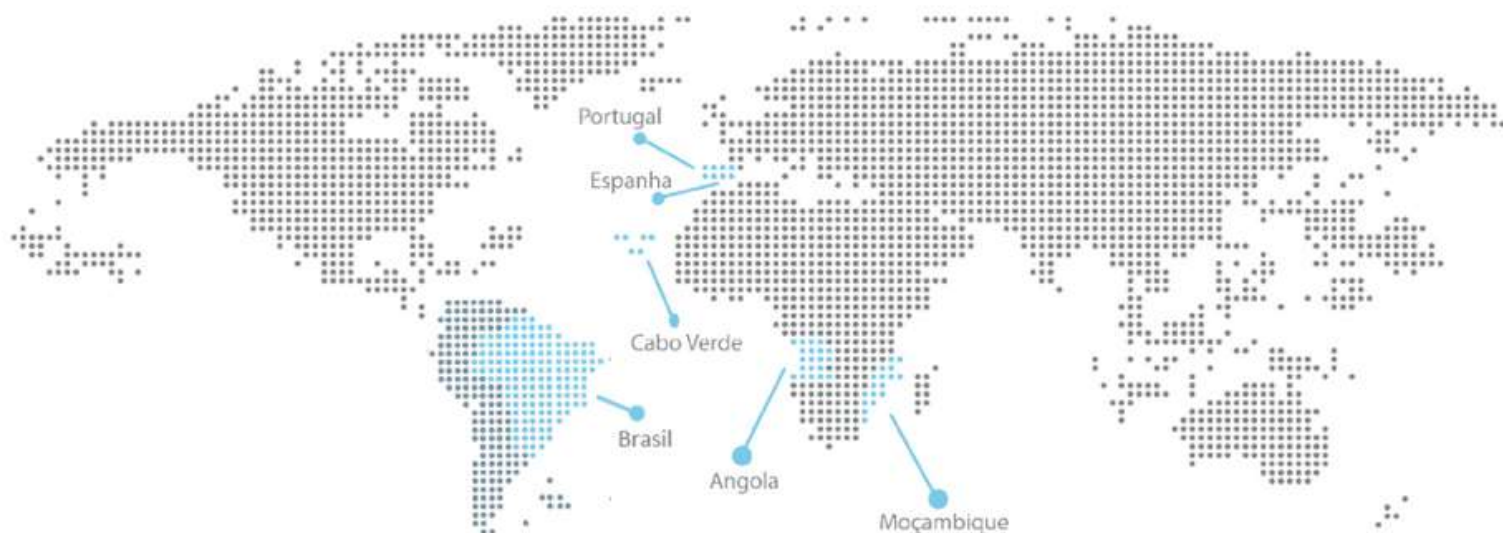 Portugal
Espanha
Cabo Verde
Brasil
Angola
Moçambique